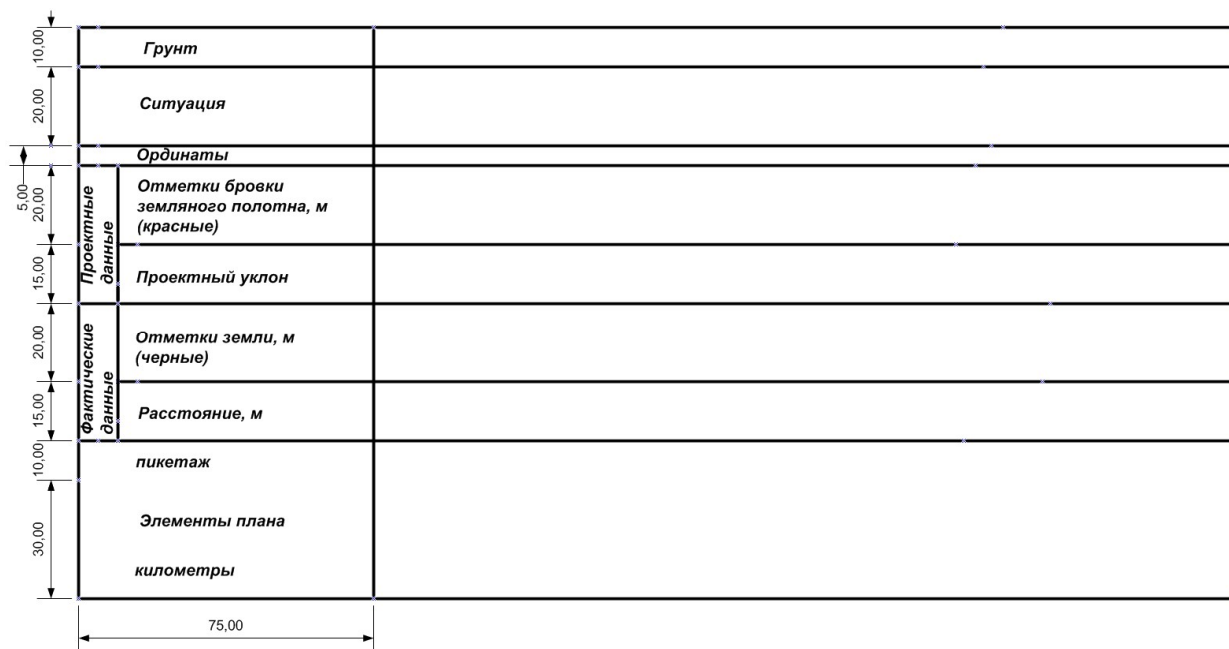 10,00
Грунт
20,00
Ситуация
5,00
Ординаты
Проектные
данные
20,00
Отметки бровки
земляного полотна, м
(красные)
15,00
Проектный уклон
Фактические
данные
20,00
Отметки земли, м
(черные)
15,00
Расстояние, м
10,00
пикетаж
30,00
Элементы плана
километры
75,00